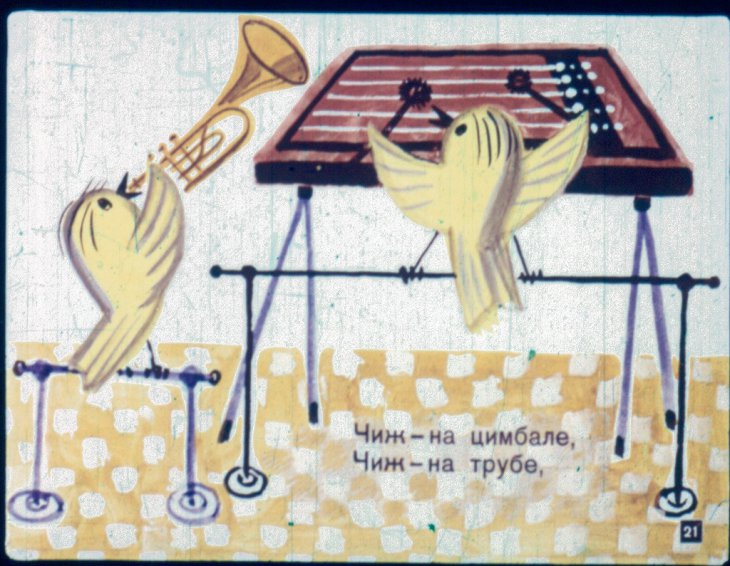 Чиж – на цимбале,
Чиж – на трубе,
21